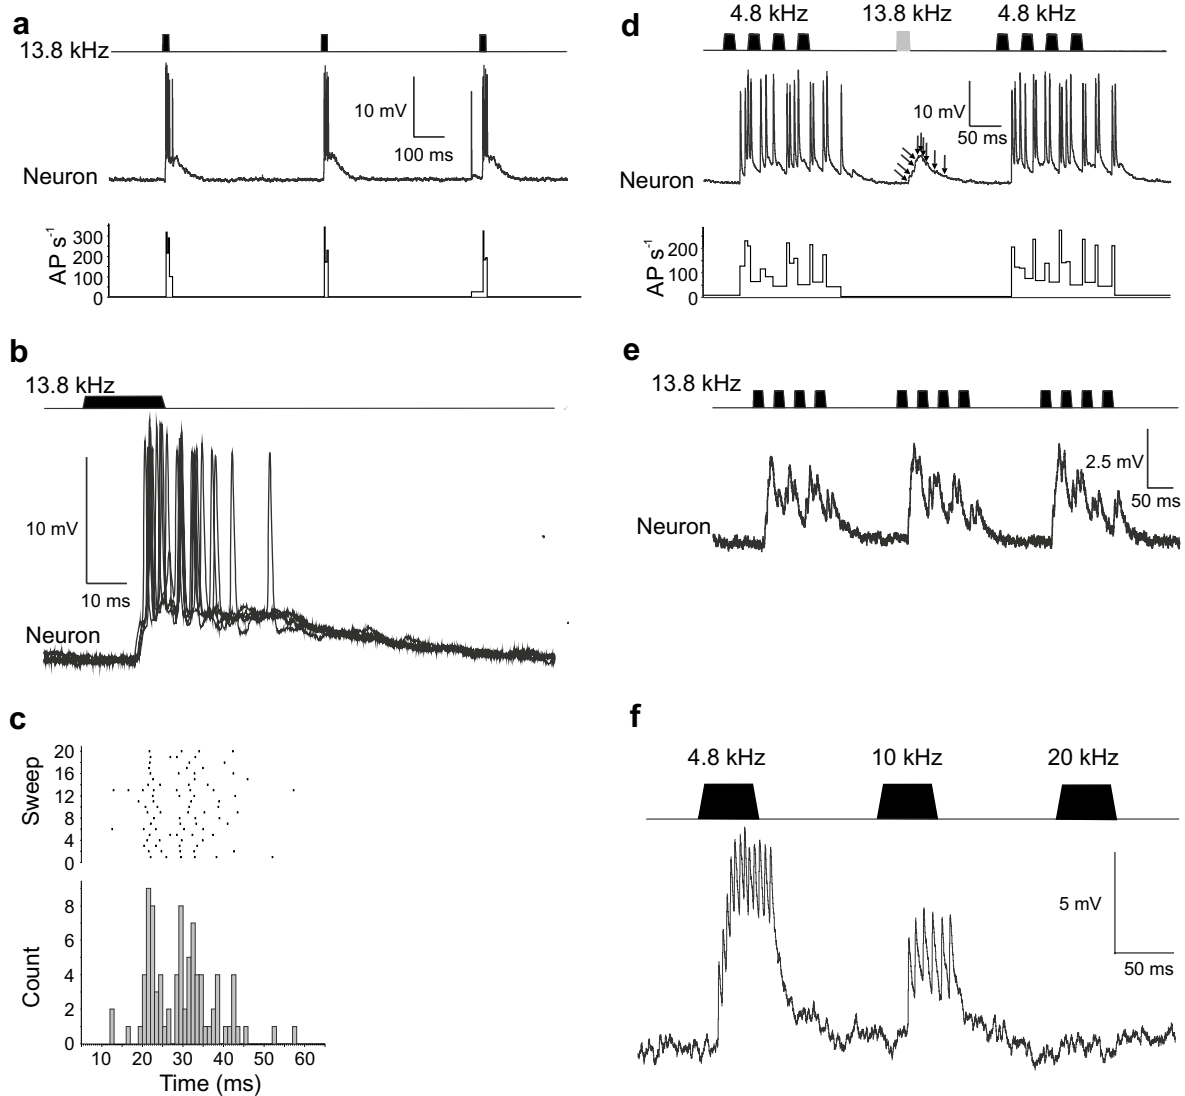 a
13.8 kHz
10 mV
100 ms
Neuron
AP s⁻¹
300
200
100
0
b
13.8 kHz
10 mV
10 ms
Neuron
c
Sweep
20
16
12
8
4
0
Count
8
6
4
2
0
10 20 30 40 50 60
Time (ms)
d
4.8 kHz 13.8 kHz 4.8 kHz
10 mV
50 ms
Neuron
AP s⁻¹
200
100
0
e
13.8 kHz
2.5 mV
50 ms
Neuron
f
4.8 kHz 10 kHz 20 kHz
5 mV
50 ms